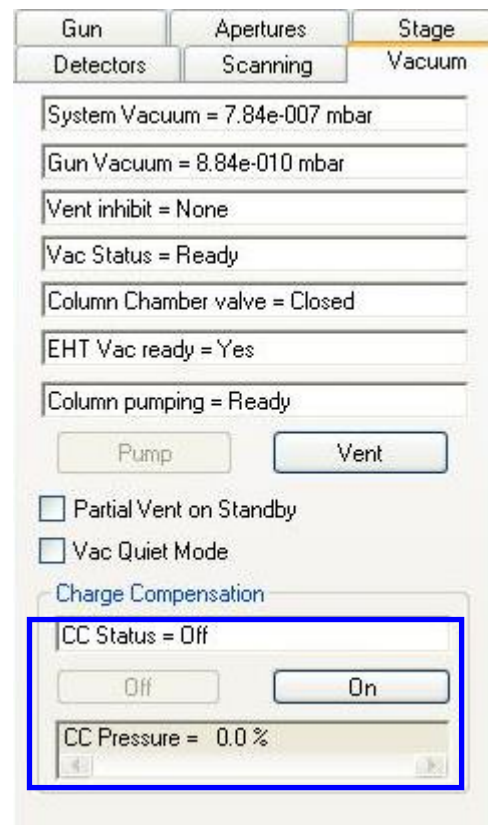 Gun Apertures Stage
Detectors Scanning Vacuum
System Vacuum = 7.84e-007 mbar
Gun Vacuum = 8.84e-010 mbar
Vent inhibit = None
Vac Status = Ready
Column Chamber valve = Closed
EHT Vac ready = Yes
Column pumping = Ready
Pump Vent
Partial Vent on Standby
Vac Quiet Mode
Charge Compensation
CC Status = Off
Off On
CC Pressure = 0.0 %